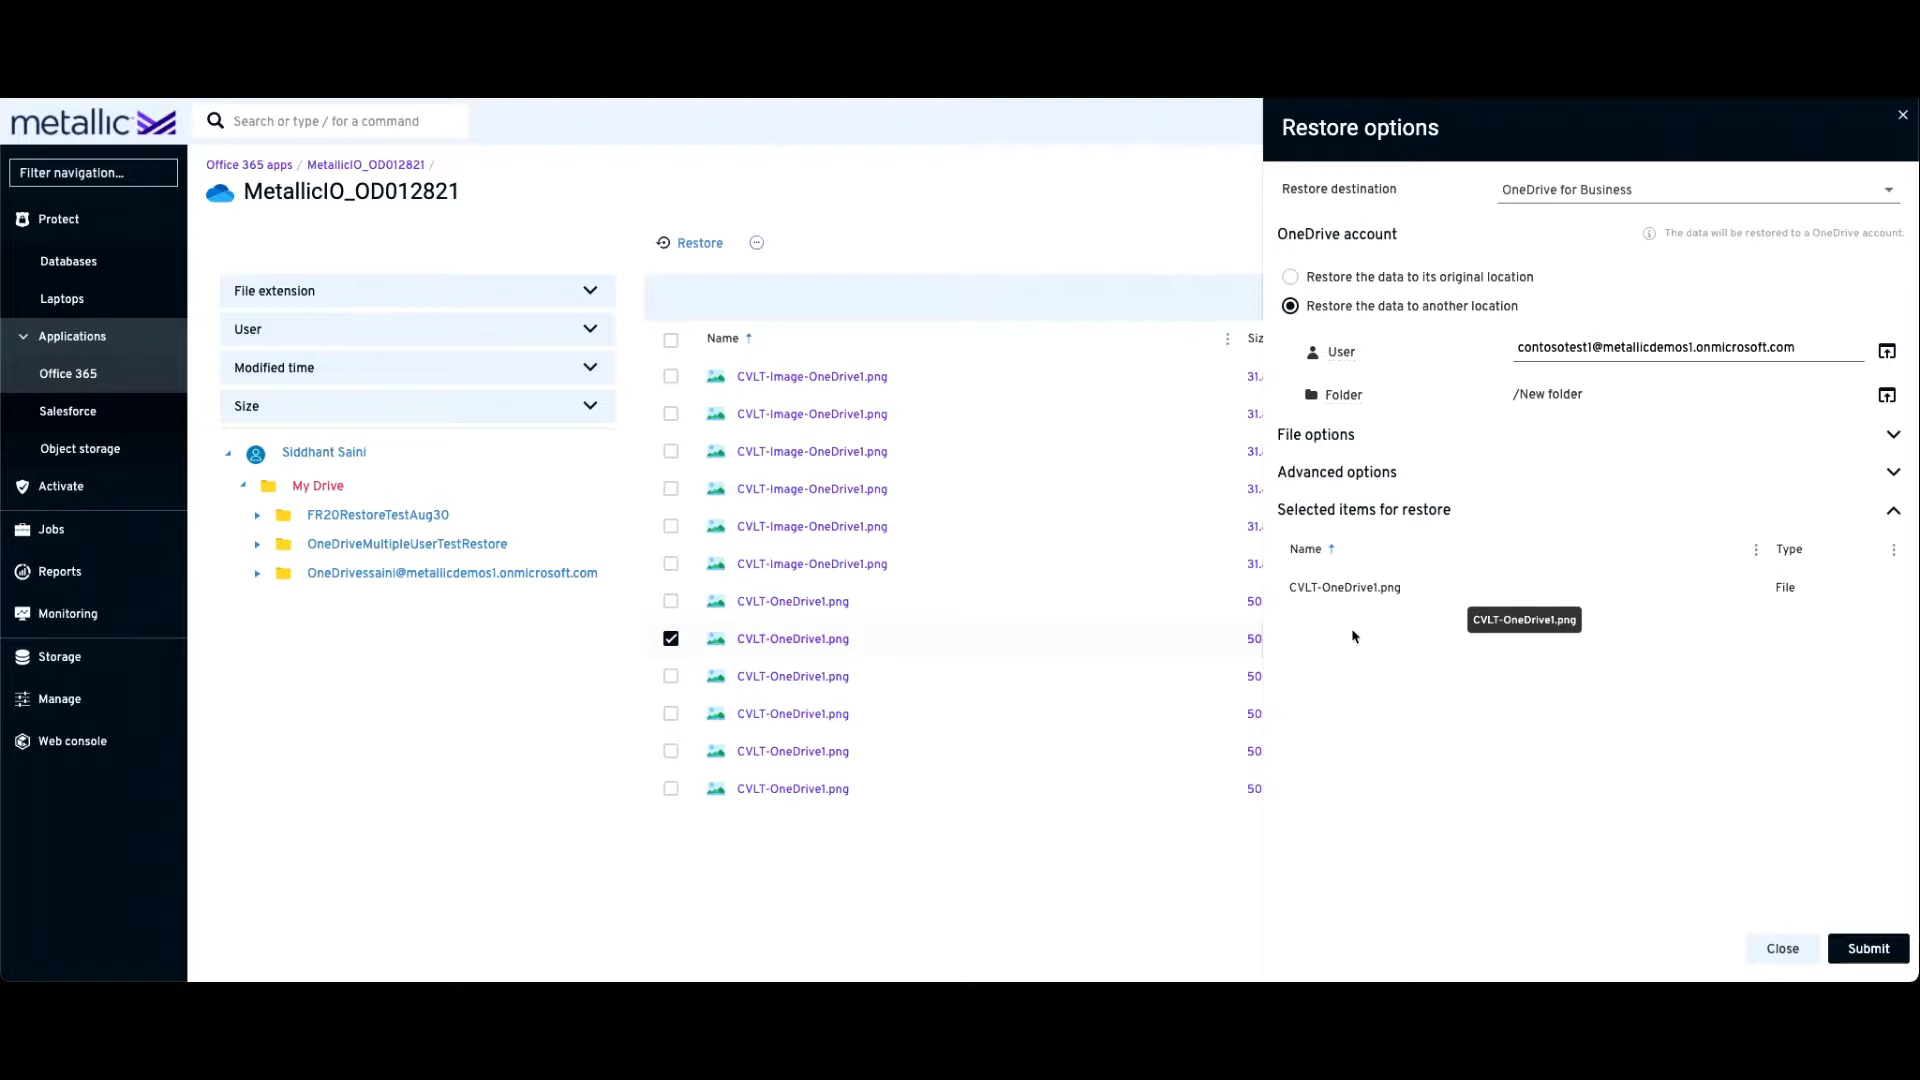 metallic
Search or type / for a command
Filter navigation...
Protect
Databases
Laptops
Applications
Office 365
Salesforce
Object storage
Activate
Jobs
Reports
Monitoring
Storage
Manage
Web console
Office 365 apps / MetallicIO_OD012821 /
MetallicIO_OD012821
Restore
File extension
User
Modified time
Size
Siddhant Saini
My Drive
FR20RestoreTestAug30
OneDriveMultipleUserTestRestore
OneDrivessaini@metallicdemos1.onmicrosoft.com
Name Siz
CVLT-Image-OneDrive1.png 31.
CVLT-Image-OneDrive1.png 31.
CVLT-Image-OneDrive1.png 31.
CVLT-Image-OneDrive1.png 31.
CVLT-Image-OneDrive1.png 31.
CVLT-Image-OneDrive1.png 31.
CVLT-OneDrive1.png 50
CVLT-OneDrive1.png 50
CVLT-OneDrive1.png 50
CVLT-OneDrive1.png 50
CVLT-OneDrive1.png 50
CVLT-OneDrive1.png 50
Restore options
Restore destination OneDrive for Business
OneDrive account The data will be restored to a OneDrive account.
Restore the data to its original location
Restore the data to another location
User contosotest1@metallicdemos1.onmicrosoft.com
Folder /New folder
File options
Advanced options
Selected items for restore
Name Type
CVLT-OneDrive1.png File
CVLT-OneDrive1.png
Close Submit